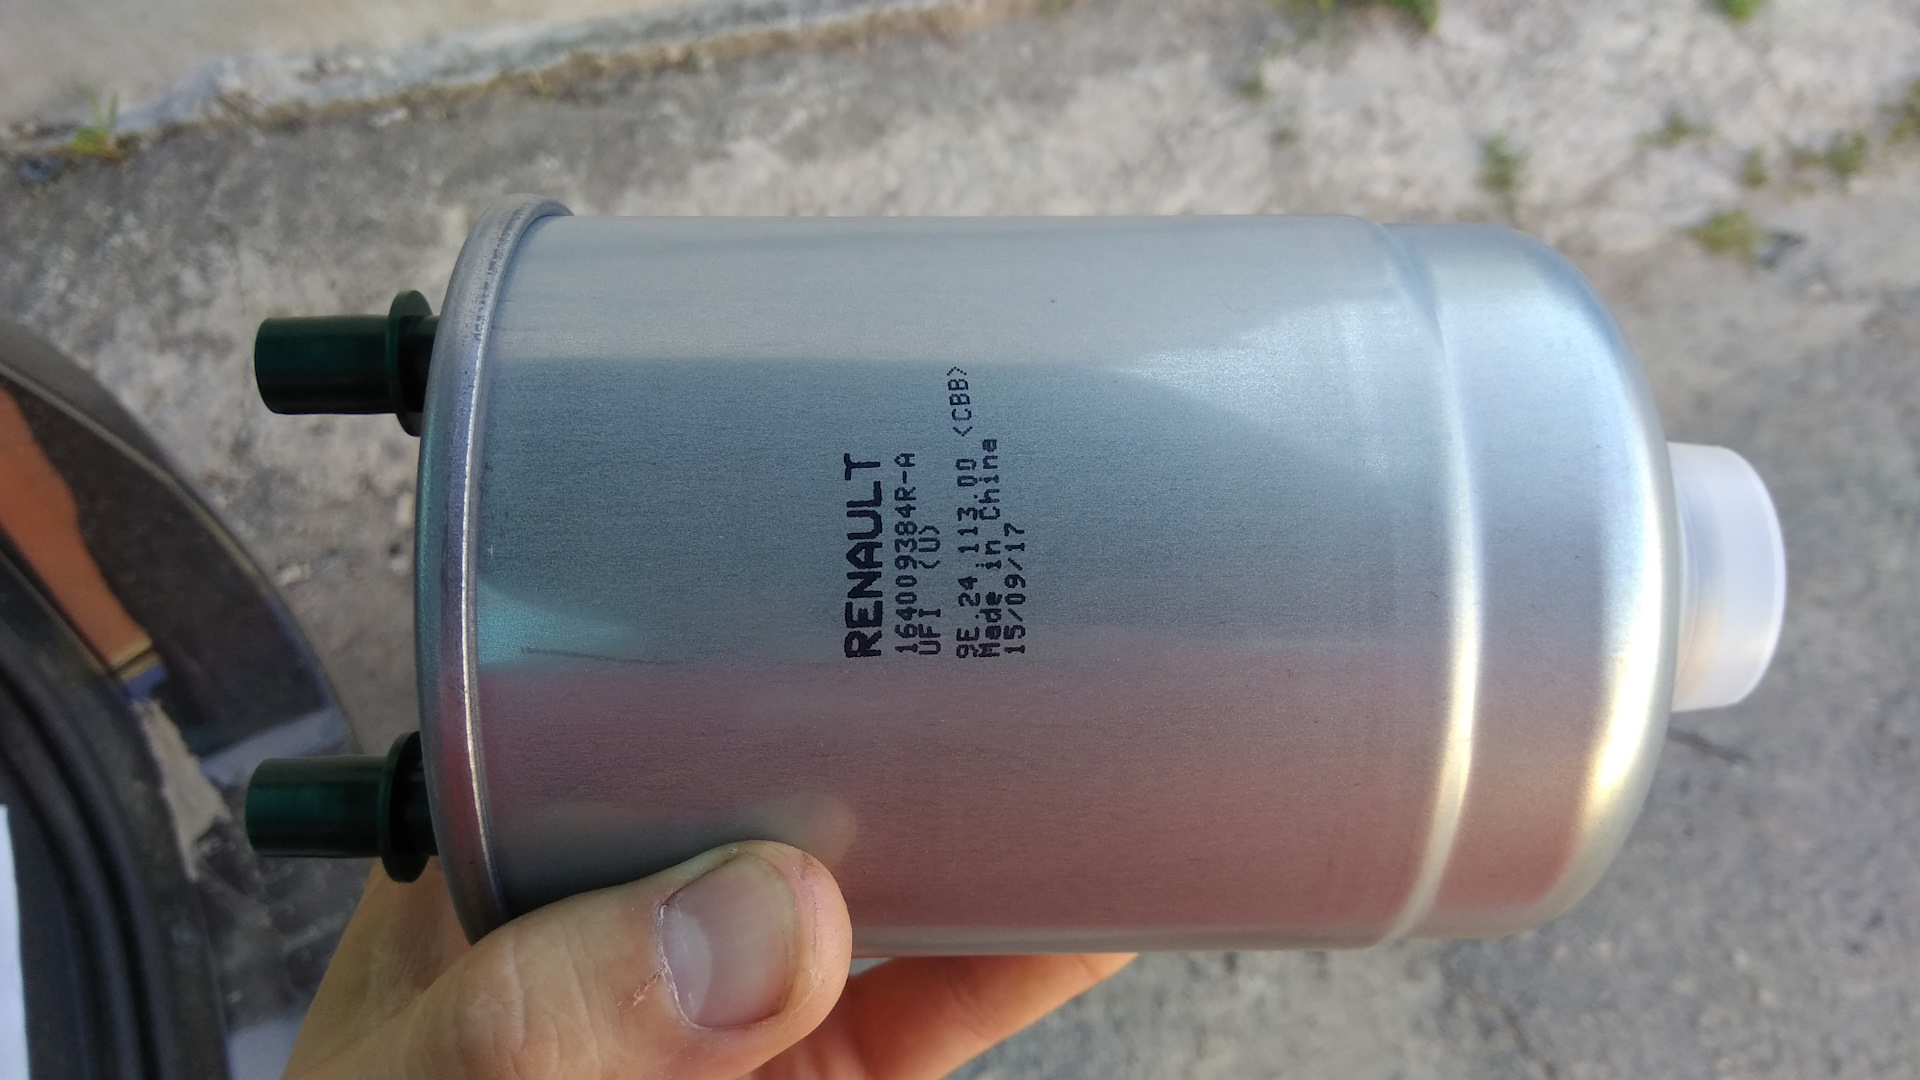 RENAULT
164009384R-A
UFI (U)
9E.24.113.00 <CBB>
Made in China
15/09/17